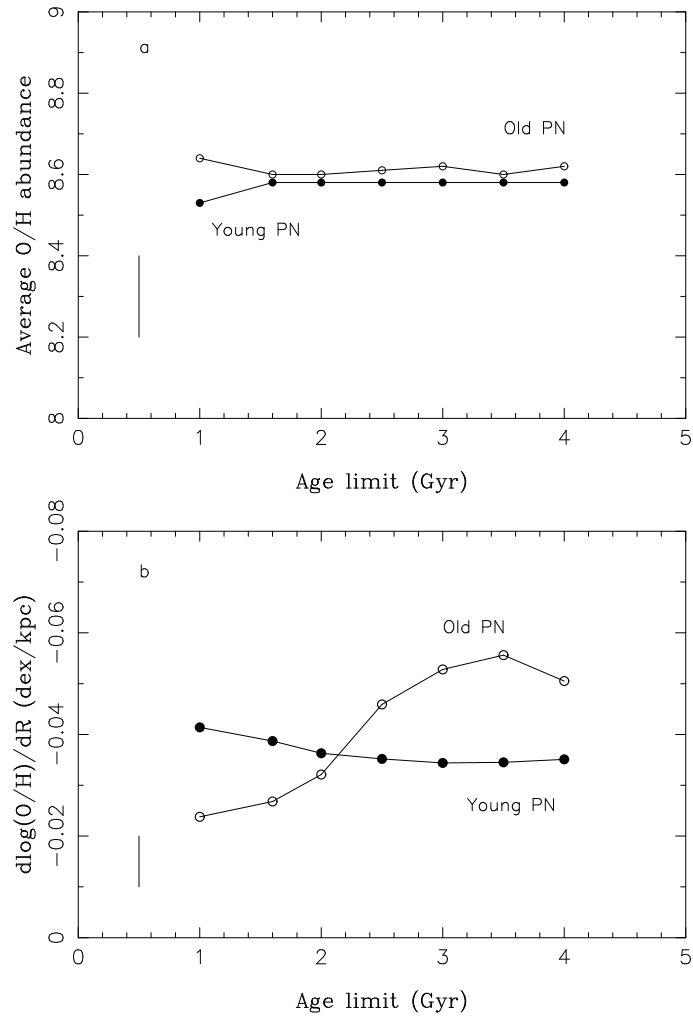 a
Average O/H abundance
9
8.8
8.6
8.4
8.2
8
Old PN
Young PN
0 1 2 3 4 5
Age limit (Gyr)
b
dlog(O/H)/dR (dex/kpc)
−0.08
−0.06
−0.04
−0.02
0
Old PN
Young PN
0 1 2 3 4 5
Age limit (Gyr)